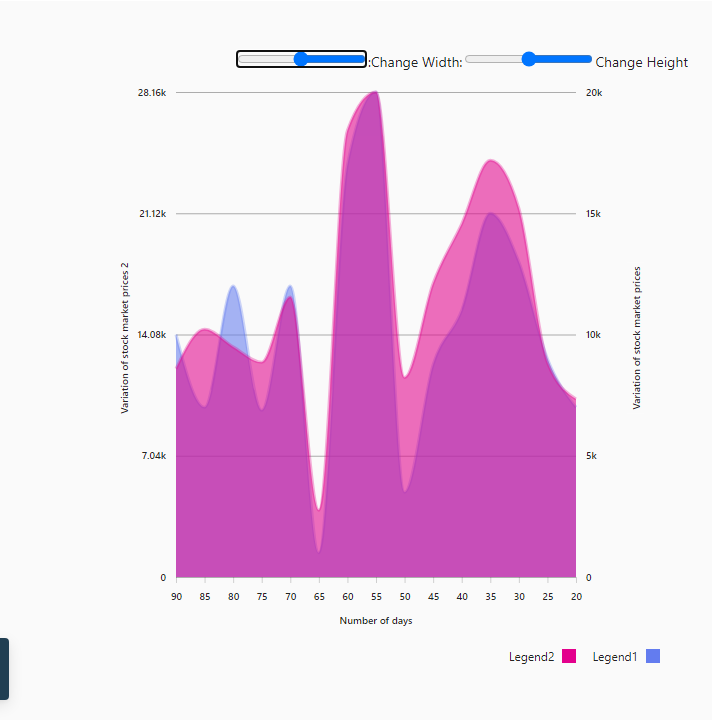 :Change Width: Change Height
28.16k
21.12k
14.08k
7.04k
0
Variation of stock market prices 2
20k
15k
10k
5k
0
Variation of stock market prices
90 85 80 75 70 65 60 55 50 45 40 35 30 25 20
Number of days
Legend2 Legend1